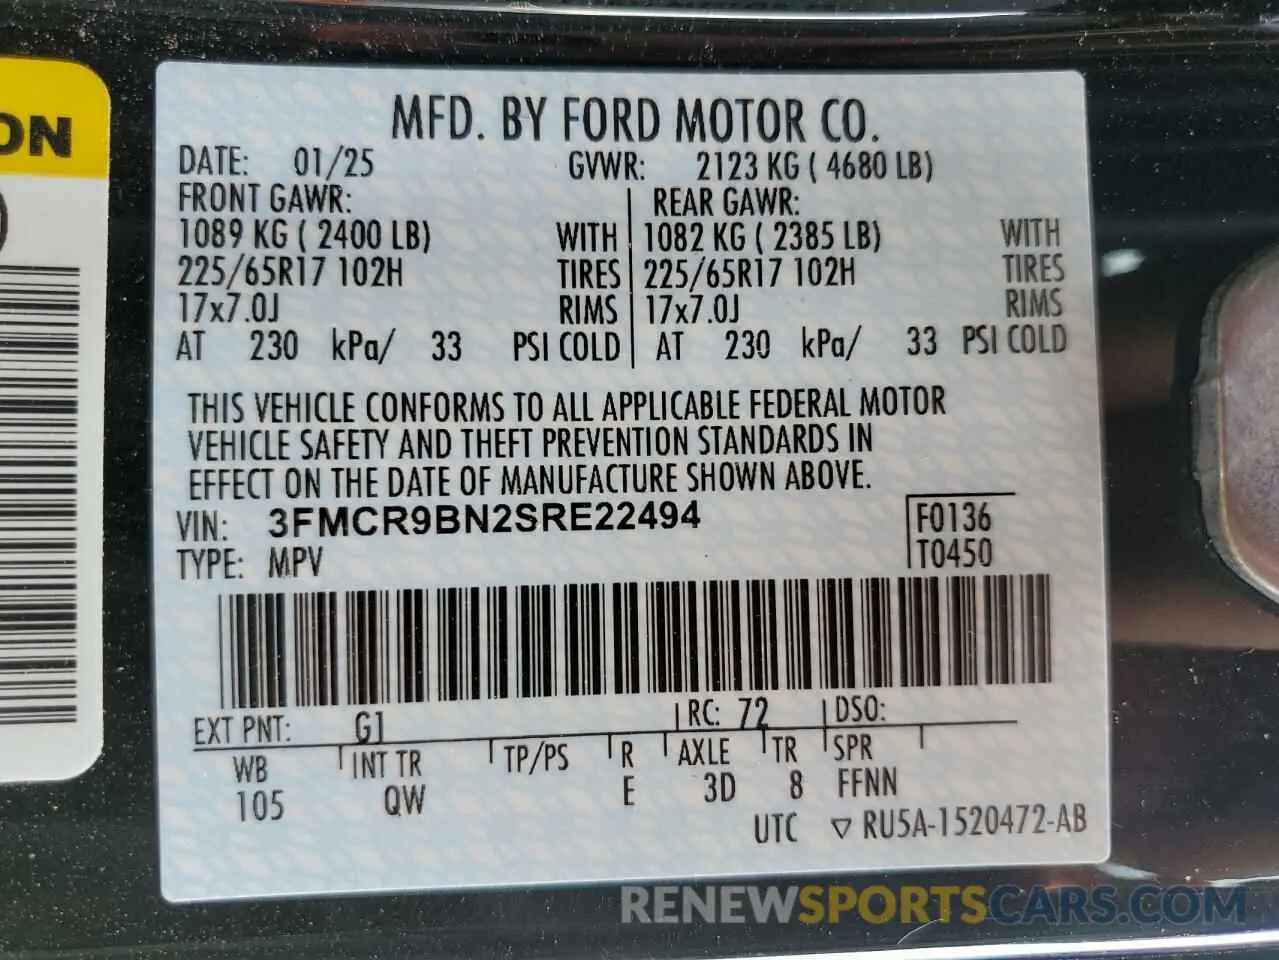 ON
MFD. BY FORD MOTOR CO.
DATE: 01/25 GVWR: 2123 KG ( 4680 LB)
FRONT GAWR: REAR GAWR:
1089 KG ( 2400 LB) WITH 1082 KG ( 2385 LB) WITH
225/65R17 102H TIRES 225/65R17 102H TIRES
17x7.0J RIMS 17x7.0J RIMS
AT 230 kPa/ 33 PSI COLD AT 230 kPa/ 33 PSI COLD
THIS VEHICLE CONFORMS TO ALL APPLICABLE FEDERAL MOTOR
VEHICLE SAFETY AND THEFT PREVENTION STANDARDS IN
EFFECT ON THE DATE OF MANUFACTURE SHOWN ABOVE.
VIN: 3FMCR9BN2SRE22494 F0136
TYPE: MPV T0450
EXT PNT: G1 RC: 72 DSO:
WB INT TR TP/PS R AXLE TR SPR
105 QW E 3D 8 FFNN
UTC ▽ RU5A-1520472-AB
RENEWSPORTSCARS.COM